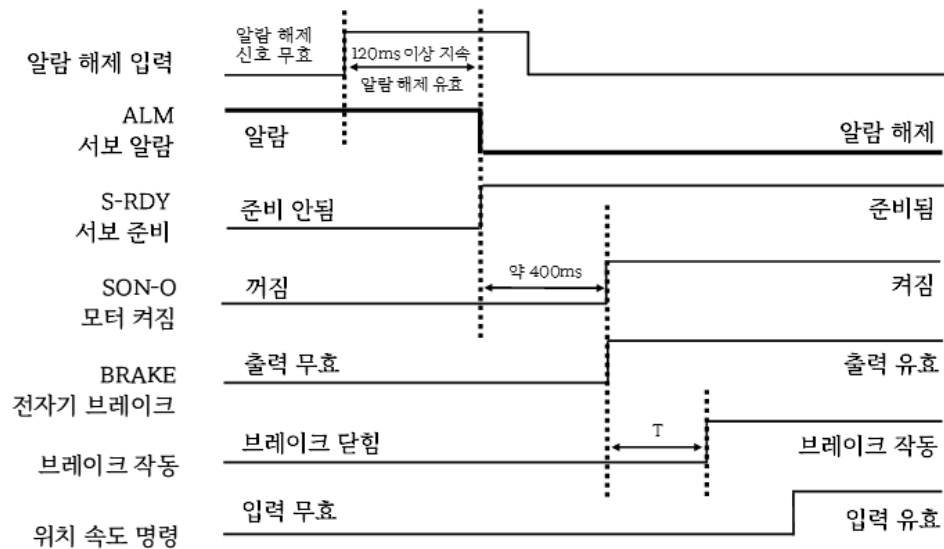 알람 해제 입력
알람 해제
신호 무효
120ms 이상 지속
알람 해제 유효
ALM
서보 알람
알람
알람 해제
S-RDY
서보 준비
준비 안됨
준비됨
약 400ms
SON-O
모터 켜짐
꺼짐
켜짐
BRAKE
전자기 브레이크
출력 무효
출력 유효
T
브레이크 작동
브레이크 닫힘
브레이크 작동
위치 속도 명령
입력 무효
입력 유효